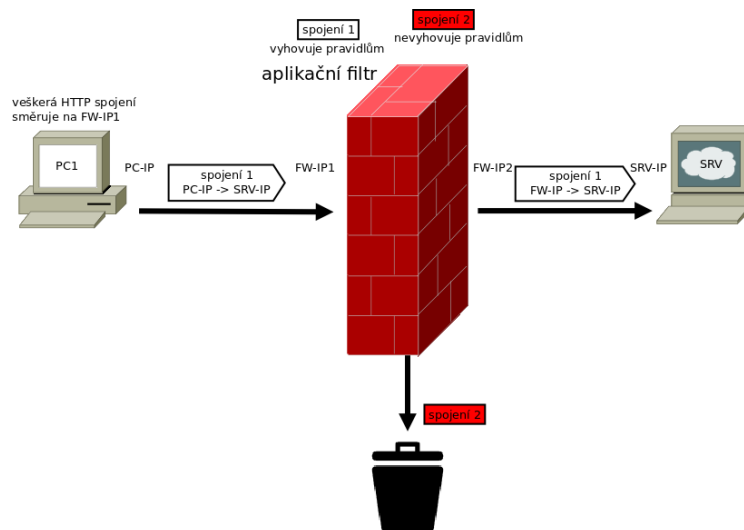 spojení 1
vyhovuje pravidlům
spojení 2
nevyhovuje pravidlům
aplikační filtr
veškerá HTTP spojení
směruje na FW-IP1
PC1
PC-IP
spojení 1
PC-IP -> SRV-IP
FW-IP1
FW-IP2
spojení 1
FW-IP -> SRV-IP
SRV-IP
SRV
spojení 2